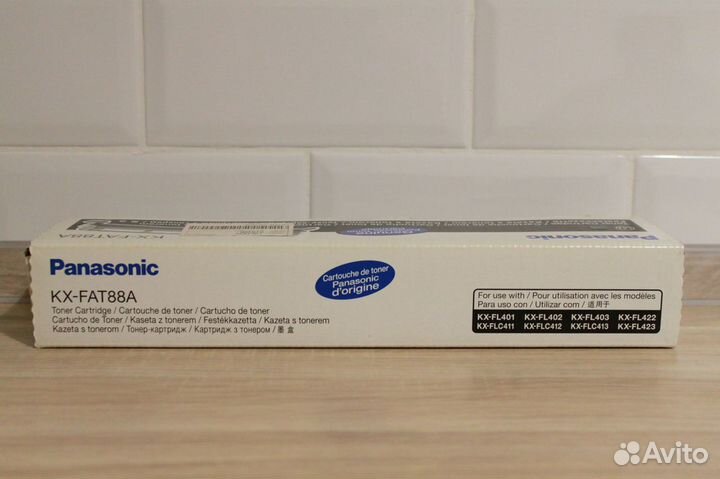 KX-FAT88A
Panasonic
Panasonic
KX-FAT88A
Toner Cartridge / Cartouche de toner / Cartucho de toner
Cartucho de Toner / Kaseta z tonerem / Festékkazetta / Kazeta s tonerem
Kazeta s tonerom / Тонер-картридж / Картридж з тонером / 墨 盒
Cartouche de toner
Panasonic
d'origine
For use with / Pour utilisation avec les modèles
Para uso con / Utilizar com / 适用于
KX-FL401 KX-FL402 KX-FL403 KX-FL422
KX-FLC411 KX-FLC412 KX-FLC413 KX-FL423
Avito